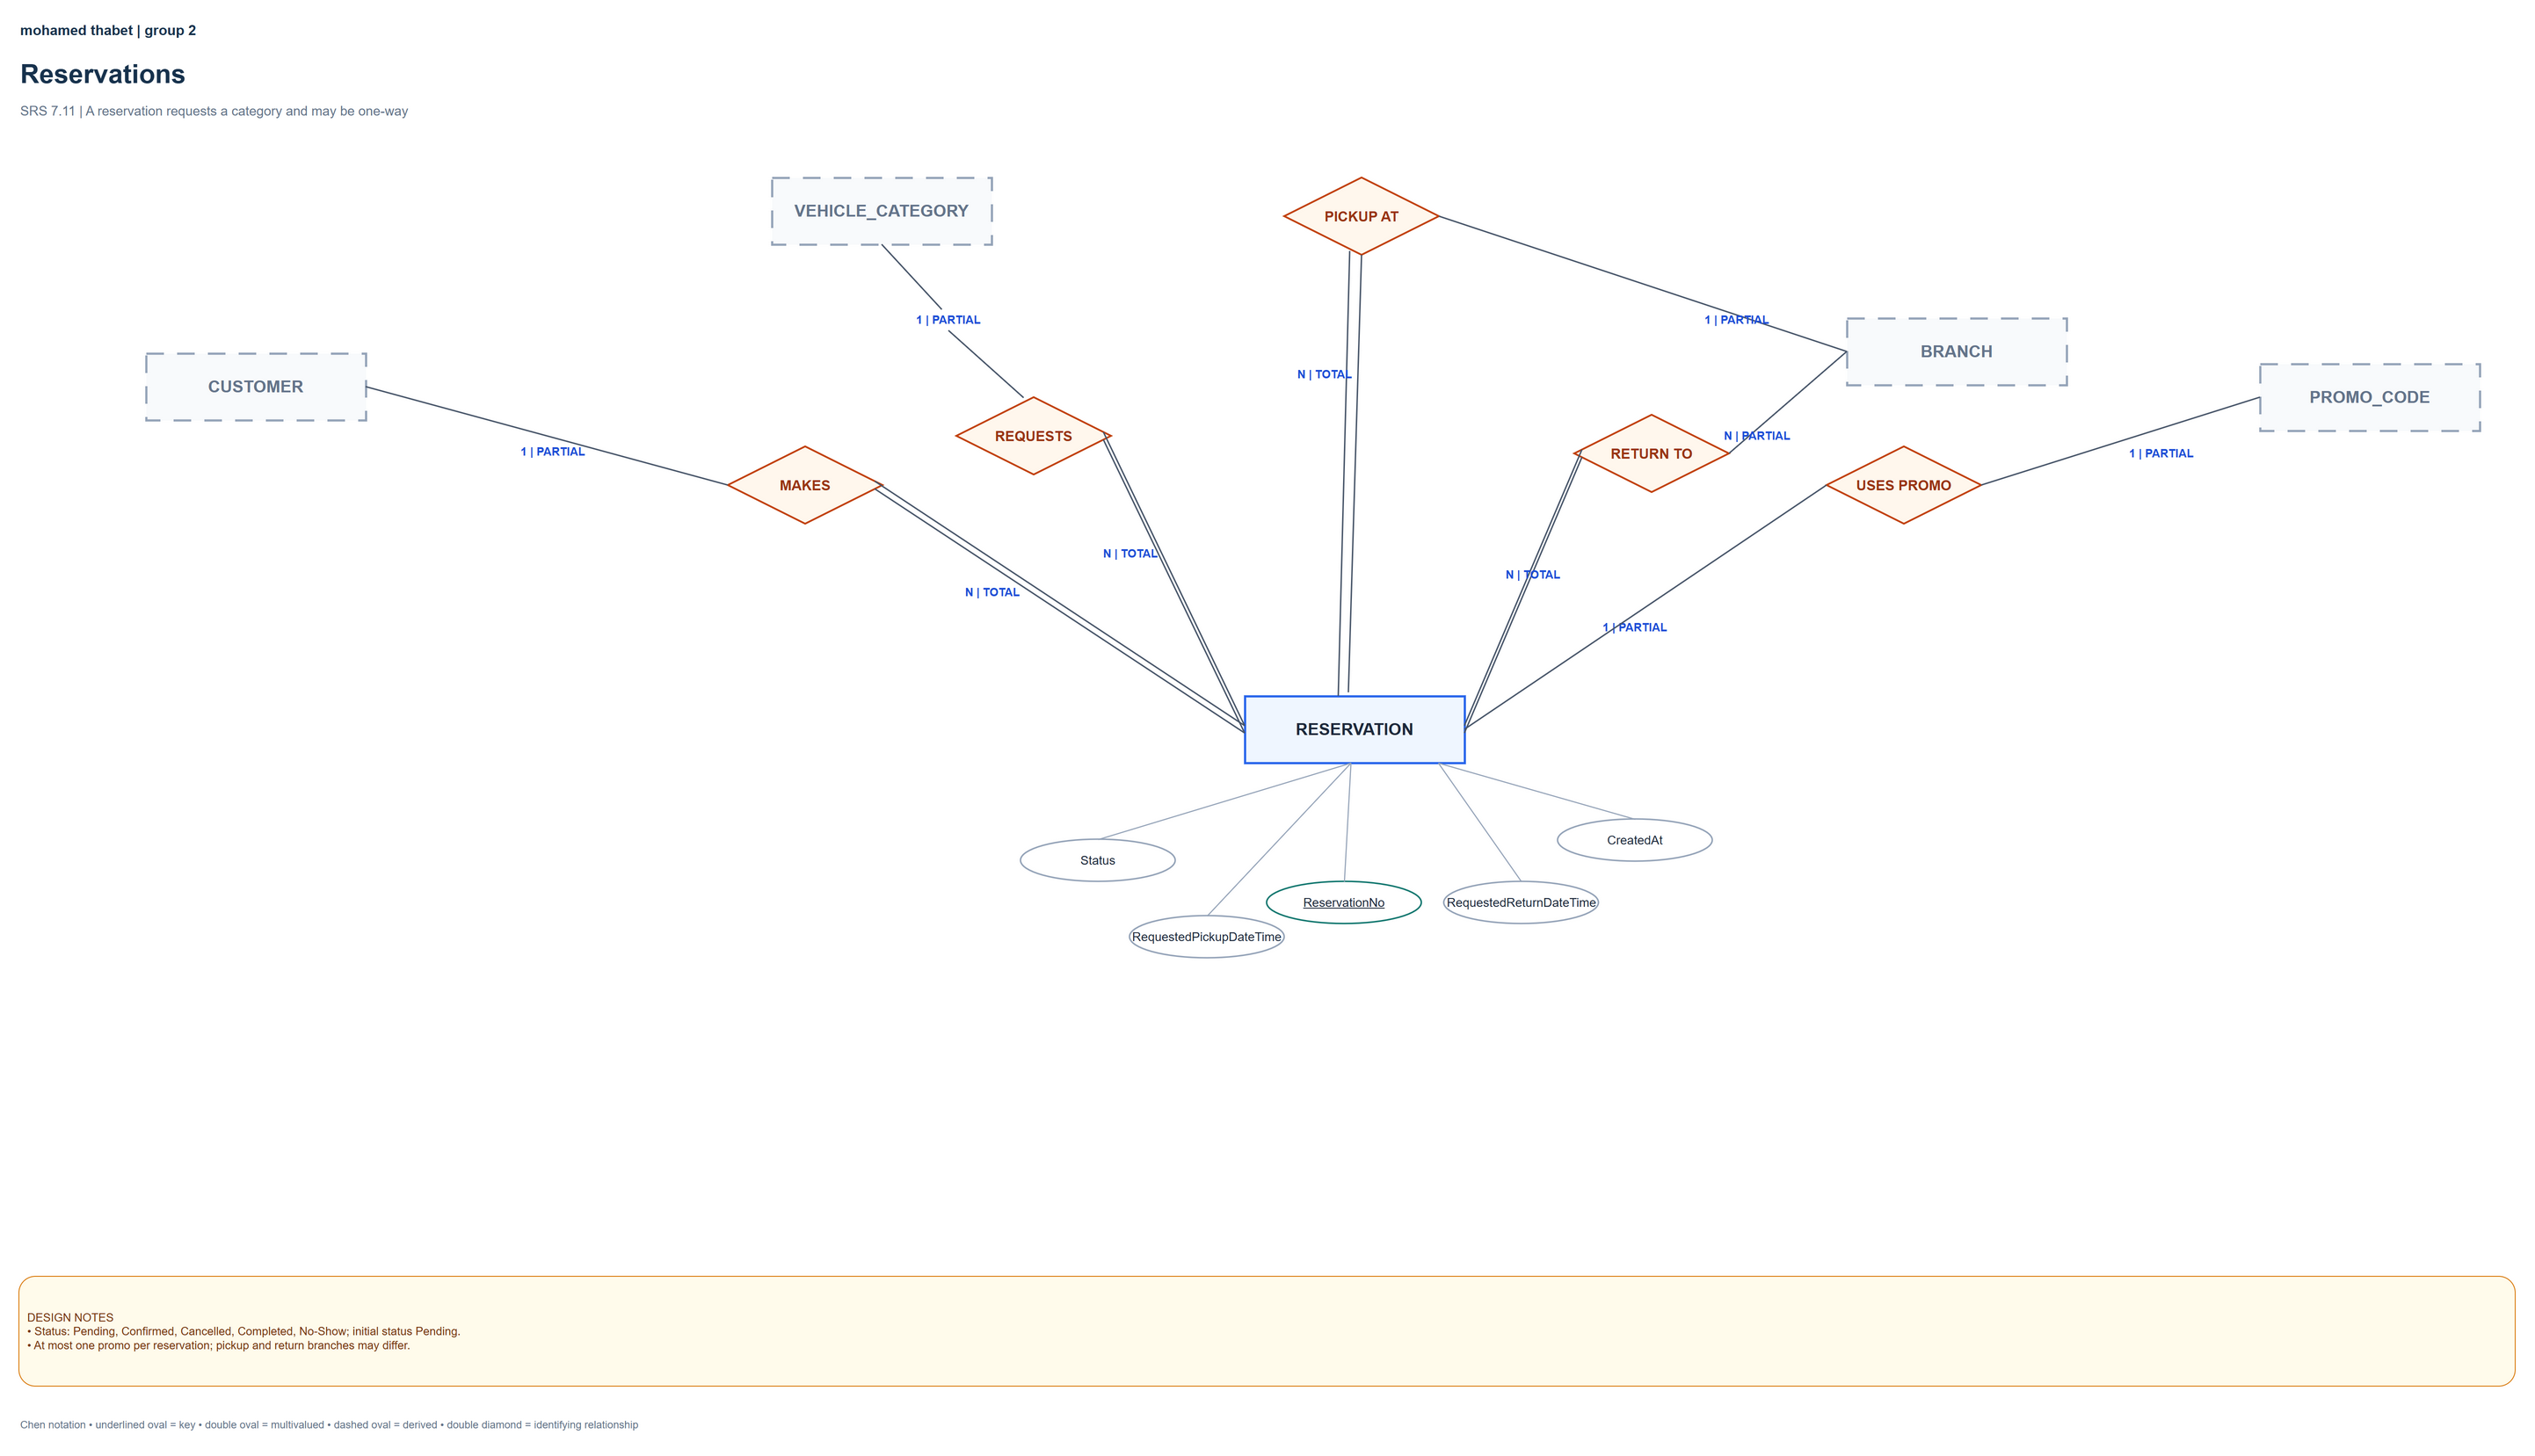 mohamed thabet | group 2
Reservations
SRS 7.11 | A reservation requests a category and may be one-way
VEHICLE_CATEGORY
PICKUP AT
1 | PARTIAL
1 | PARTIAL
BRANCH
CUSTOMER
N | TOTAL
PROMO_CODE
REQUESTS
N | PARTIAL
1 | PARTIAL
RETURN TO
1 | PARTIAL
MAKES
USES PROMO
N | TOTAL
N | TOTAL
N | TOTAL
1 | PARTIAL
RESERVATION
CreatedAt
Status
ReservationNo
RequestedReturnDateTime
RequestedPickupDateTime
DESIGN NOTES
• Status: Pending, Confirmed, Cancelled, Completed, No-Show; initial status Pending.
• At most one promo per reservation; pickup and return branches may differ.
Chen notation • underlined oval = key • double oval = multivalued • dashed oval = derived • double diamond = identifying relationship